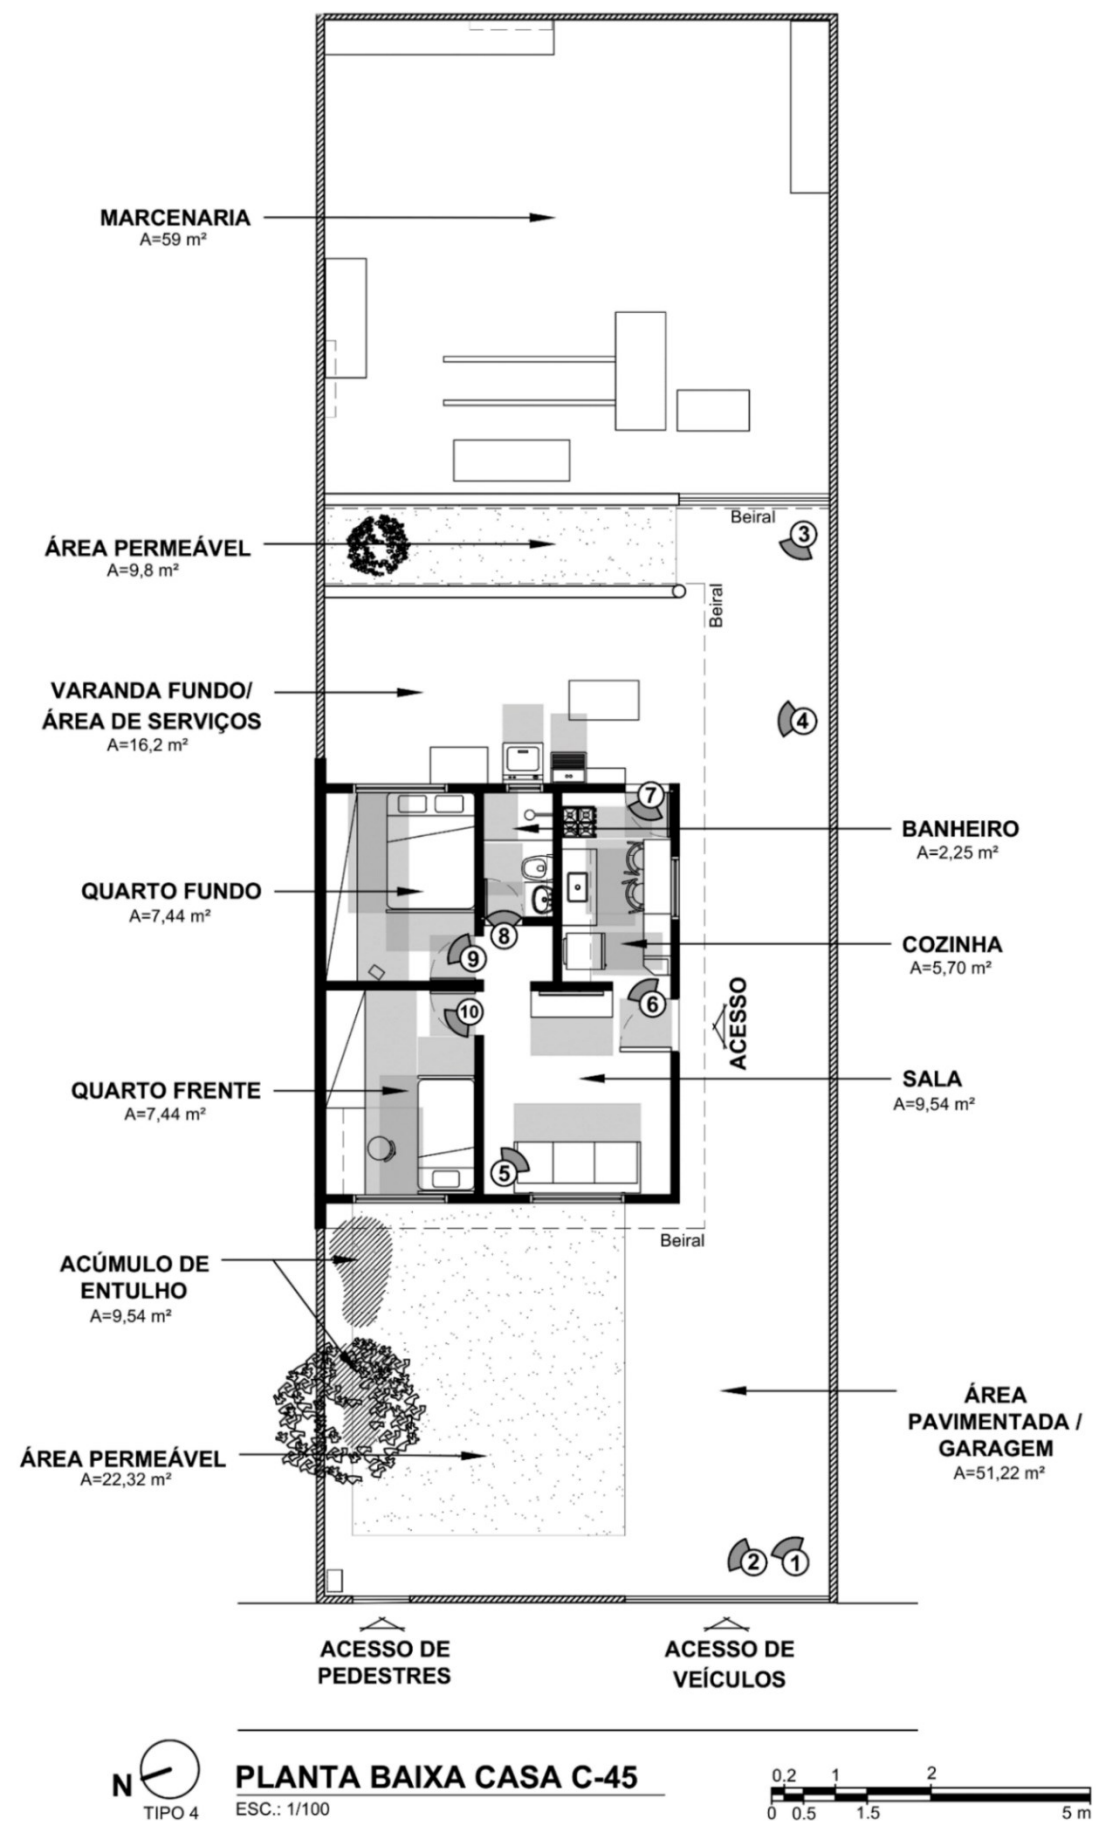 MARCENARIA
A=59 m²
Beiral
3
ÁREA PERMEÁVEL
A=9,8 m²
Beiral
VARANDA FUNDO/
ÁREA DE SERVIÇOS
A=16,2 m²
4
7
BANHEIRO
A=2,25 m²
QUARTO FUNDO
A=7,44 m²
8
9
COZINHA
A=5,70 m²
6
10
ACESSO
QUARTO FRENTE
A=7,44 m²
SALA
A=9,54 m²
5
Beiral
ACÚMULO DE
ENTULHO
A=9,54 m²
ÁREA
PAVIMENTADA /
GARAGEM
A=51,22 m²
ÁREA PERMEÁVEL
A=22,32 m²
2
1
ACESSO DE
PEDESTRES
ACESSO DE
VEÍCULOS
N
TIPO 4
PLANTA BAIXA CASA C-45
ESC.: 1/100
0.2 1 2
0 0.5 1.5 5 m